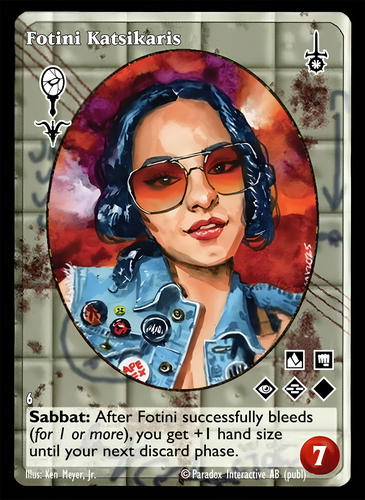 Fotini Katsikaris
6
Sabbat: After Fotini successfully bleeds
(for 1 or more), you get +1 hand size
until your next discard phase.
7
Illus: Ken Meyer, Jr. © Paradox Interactive AB (publ)